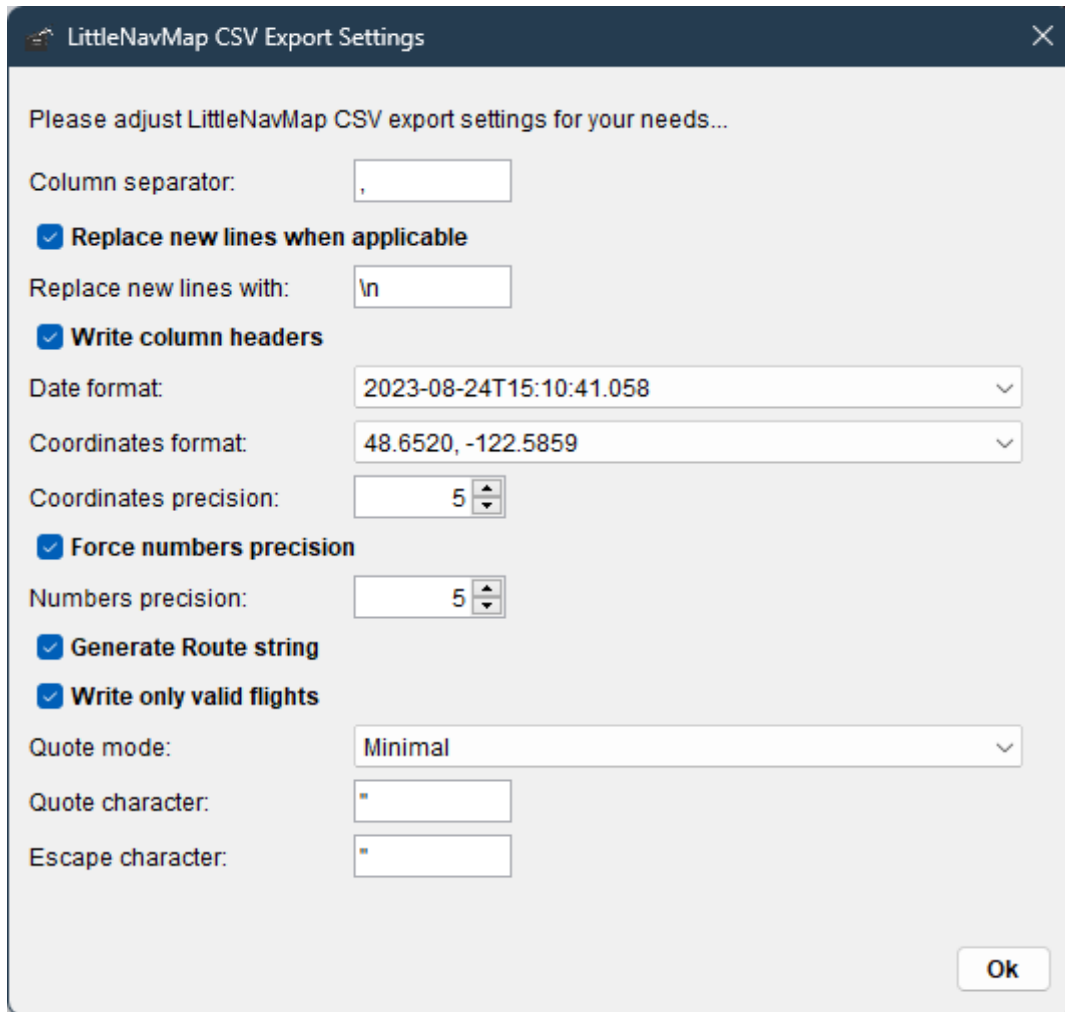 LittleNavMap CSV Export Settings
Please adjust LittleNavMap CSV export settings for your needs...
Column separator: ,
Replace new lines when applicable
Replace new lines with: \n
Write column headers
Date format: 2023-08-24T15:10:41.058
Coordinates format: 48.6520, -122.5859
Coordinates precision: 5
Force numbers precision
Numbers precision: 5
Generate Route string
Write only valid flights
Quote mode: Minimal
Quote character: "
Escape character: "
Ok